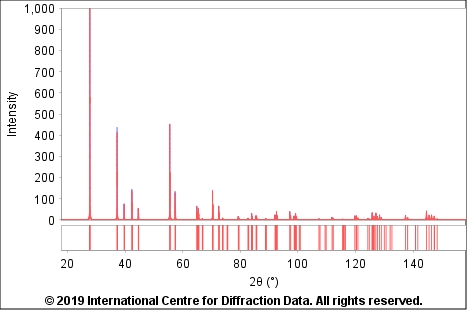 1,000
900
800
700
600
500
400
300
200
100
0
Intensity
20 40 60 80 100 120 140
2θ (°)
© 2019 International Centre for Diffraction Data. All rights reserved.